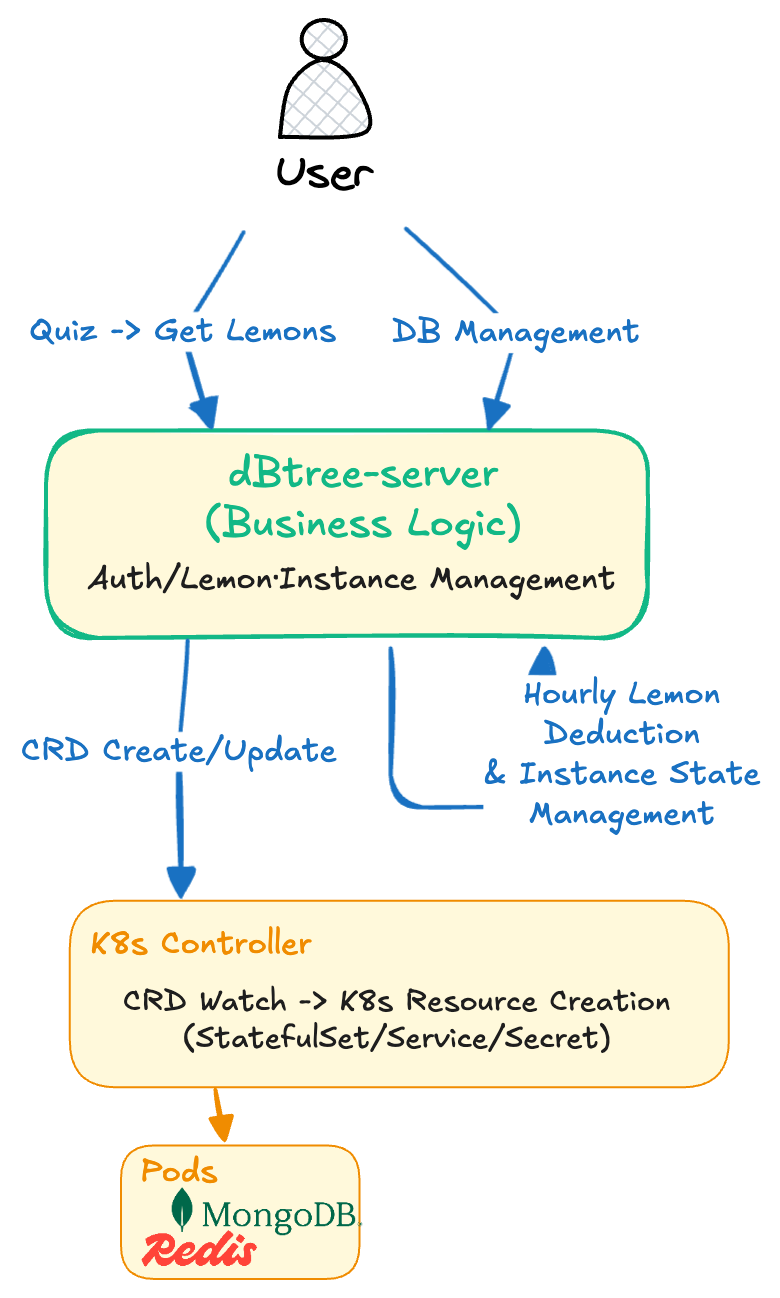 User
Quiz -> Get Lemons
DB Management
dBtree-server
(Business Logic)
Auth/Lemon·Instance Management
CRD Create/Update
Hourly Lemon
Deduction
& Instance State
Management
K8s Controller
CRD Watch -> K8s Resource Creation
(StatefulSet/Service/Secret)
Pods
MongoDB.
Redis